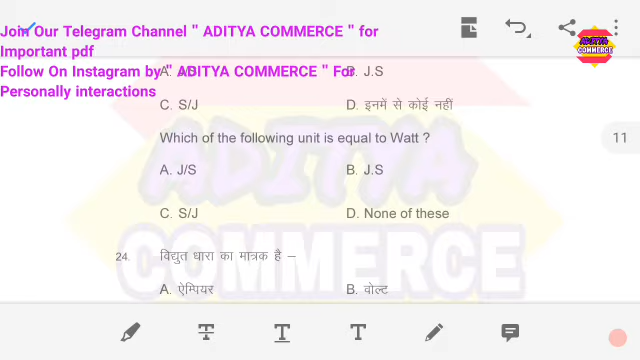 Join Our Telegram Channel " ADITYA COMMERCE " for
Important pdf
Follow On Instagram by " ADITYA COMMERCE " For
Personally interactions
ADITYA
COMMERCE
A. J/S B. J.S
C. S/J D. इनमें से कोई नहीं
Which of the following unit is equal to Watt ?
11
A. J/S B. J.S
C. S/J D. None of these
24. विद्युत धारा का मात्रक है –
A. ऐम्पियर B. वोल्ट
ADITYA
COMMERCE